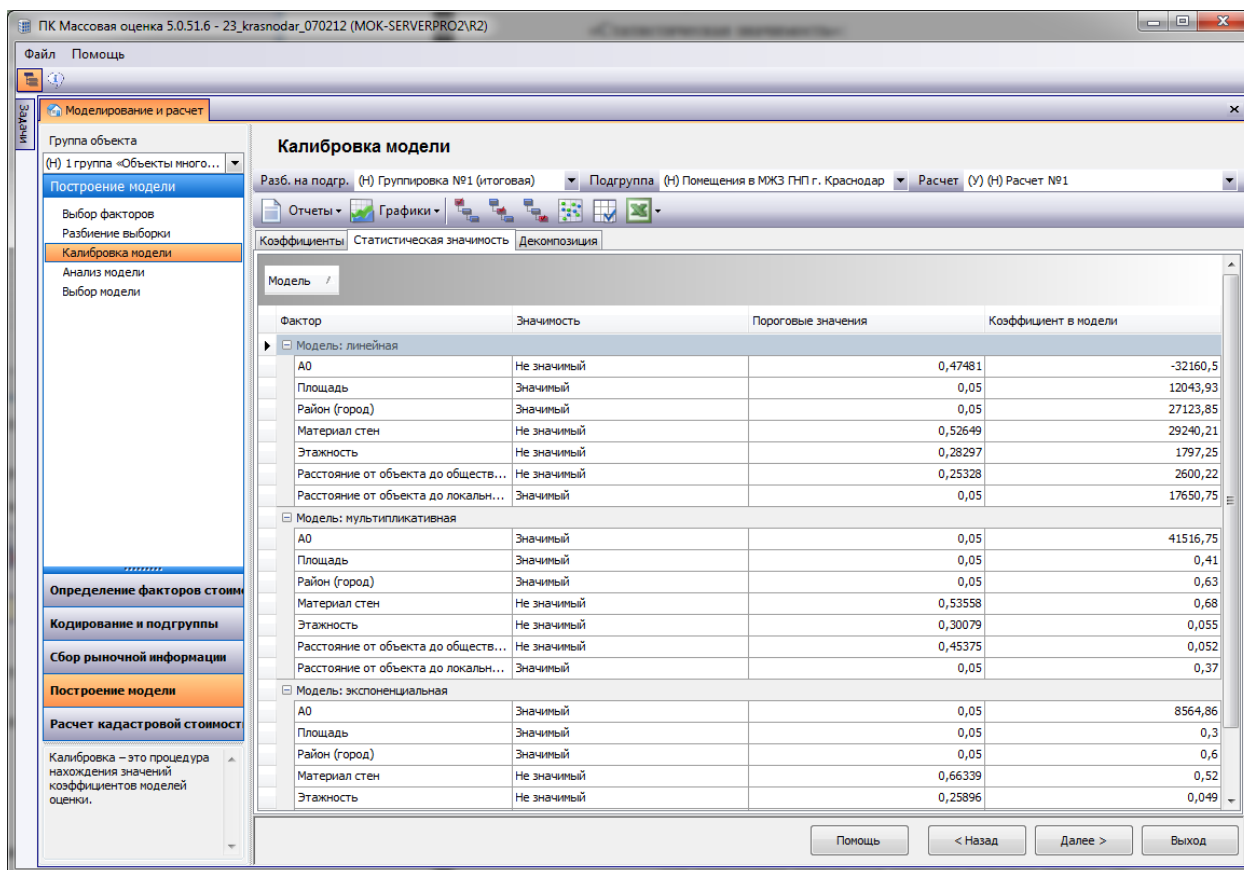 ПК Массовая оценка 5.0.51.6 - 23_krasnodar_070212 (MOK-SERVERPRO2\R2)
Файл Помощь
Задачи
Моделирование и расчет
Группа объекта
(Н) 1 группа «Объекты много...
Построение модели
Выбор факторов
Разбиение выборки
Калибровка модели
Анализ модели
Выбор модели
Определение факторов стоим
Кодирование и подгруппы
Сбор рыночной информации
Построение модели
Расчет кадастровой стоимост
Калибровка – это процедура
нахождения значений
коэффициентов моделей
оценки.
Калибровка модели
Разб. на подгр. (Н) Группировка №1 (итоговая) Подгруппа (Н) Помещения в МЖЗ ГНП г. Краснодар Расчет (У) (Н) Расчет №1
Отчеты Графики
Коэффициенты Статистическая значимость Декомпозиция
Модель /
Фактор Значимость Пороговые значения Коэффициент в модели
Модель: линейная
A0 Не значимый 0,47481 -32160,5
Площадь Значимый 0,05 12043,93
Район (город) Значимый 0,05 27123,85
Материал стен Не значимый 0,52649 29240,21
Этажность Не значимый 0,28297 1797,25
Расстояние от объекта до обществ... Не значимый 0,25328 2600,22
Расстояние от объекта до локальн... Значимый 0,05 17650,75
Модель: мультипликативная
A0 Значимый 0,05 41516,75
Площадь Значимый 0,05 0,41
Район (город) Значимый 0,05 0,63
Материал стен Не значимый 0,53558 0,68
Этажность Не значимый 0,30079 0,055
Расстояние от объекта до обществ... Не значимый 0,45375 0,052
Расстояние от объекта до локальн... Значимый 0,05 0,37
Модель: экспоненциальная
A0 Значимый 0,05 8564,86
Площадь Значимый 0,05 0,3
Район (город) Значимый 0,05 0,6
Материал стен Не значимый 0,66339 0,52
Этажность Не значимый 0,25896 0,049
Помощь < Назад Далее > Выход